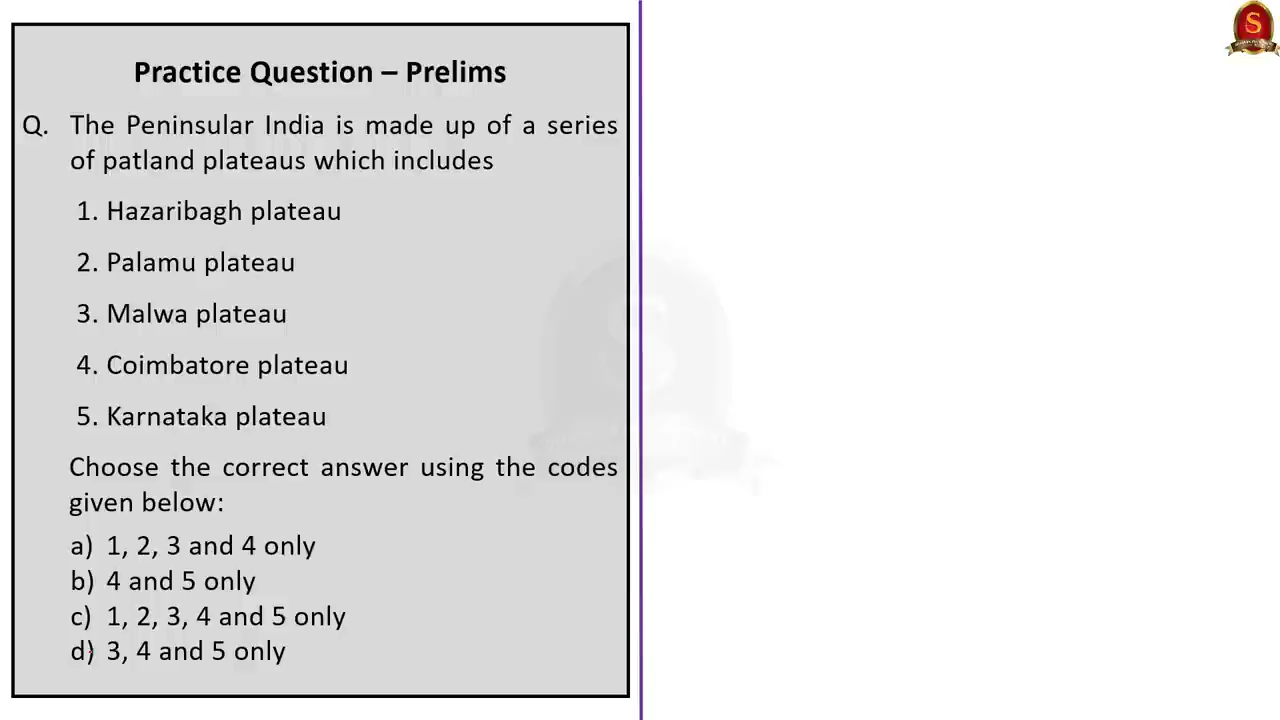 S
Practice Question – Prelims
Q. The Peninsular India is made up of a series
of patland plateaus which includes
1. Hazaribagh plateau
2. Palamu plateau
3. Malwa plateau
4. Coimbatore plateau
5. Karnataka plateau
Choose the correct answer using the codes
given below:
a) 1, 2, 3 and 4 only
b) 4 and 5 only
c) 1, 2, 3, 4 and 5 only
d) 3, 4 and 5 only